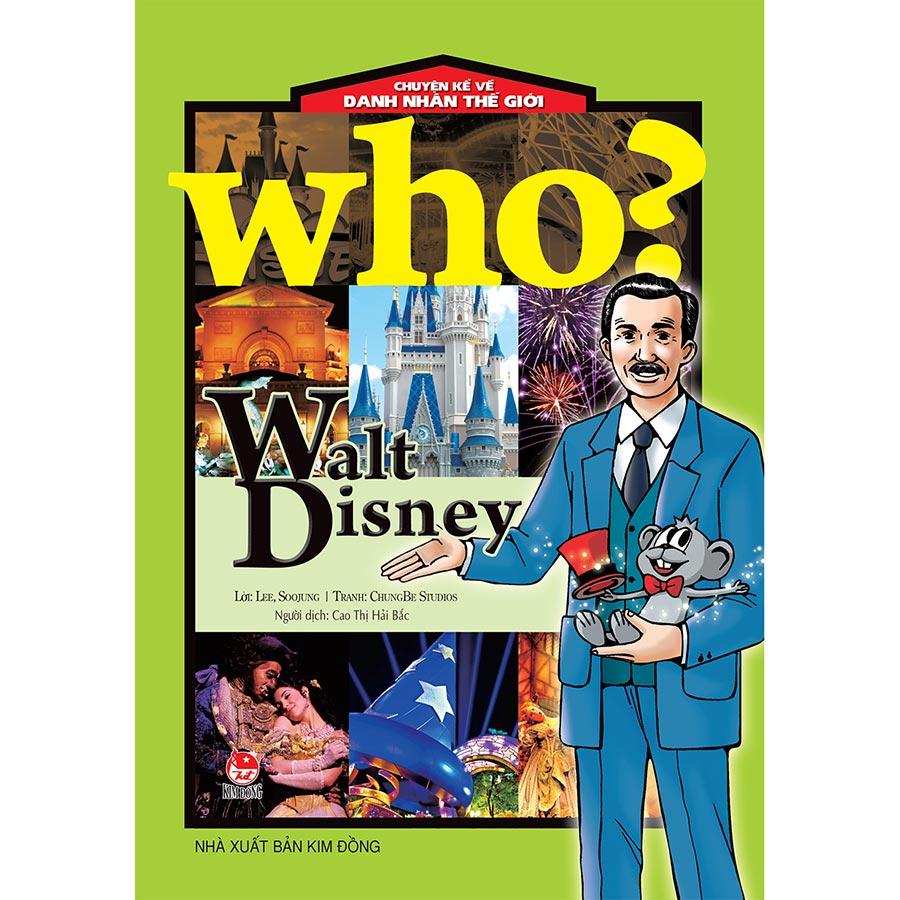 CHUYỆN KỂ VỀ
DANH NHÂN THẾ GIỚI
who?
Walt
Disney
LỜI: LEE, SOOJUNG | TRANH: CHUNGBE STUDIOS
Người dịch: Cao Thị Hải Bắc
KIM ĐỒNG
NHÀ XUẤT BẢN KIM ĐỒNG